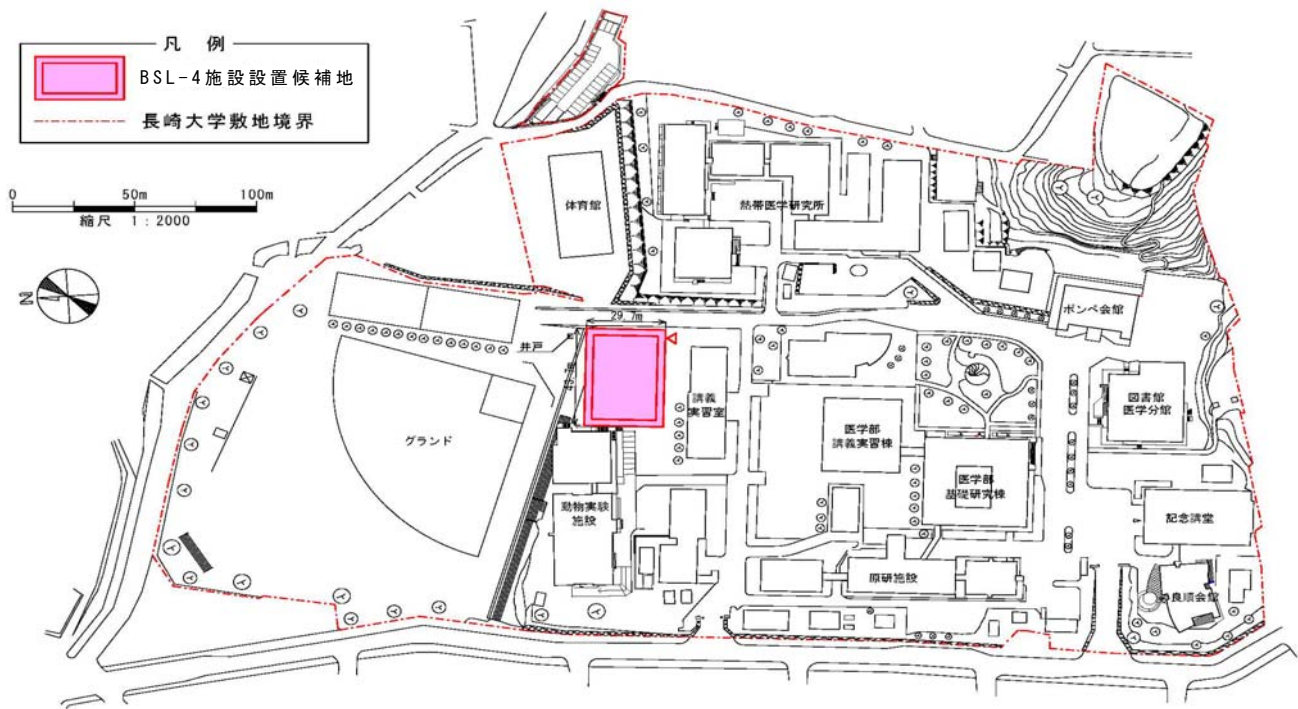 凡 例
BSL-4施設設置候補地
長崎大学敷地境界
0 50m 100m
縮尺 1:2000
N
体育館
熱帯医学研究所
ポンペ会館
29.7m
井戸
講義
実習室
グランド
医学部
講義実習棟
図書館
医学分館
医学部
基礎研究棟
動物実験
施設
記念講堂
原研施設
良順会館